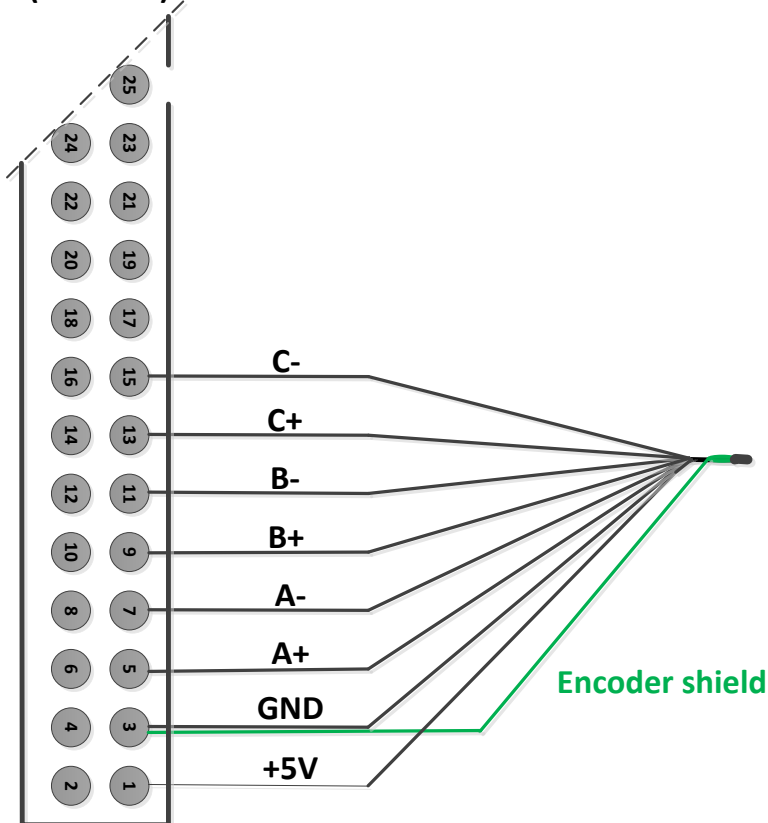 25
24 23
22 21
20 19
18 17
16 15 C-
14 13 C+
12 11 B-
10 9 B+
8 7 A-
6 5 A+
Encoder shield
4 3 GND
2 1 +5V